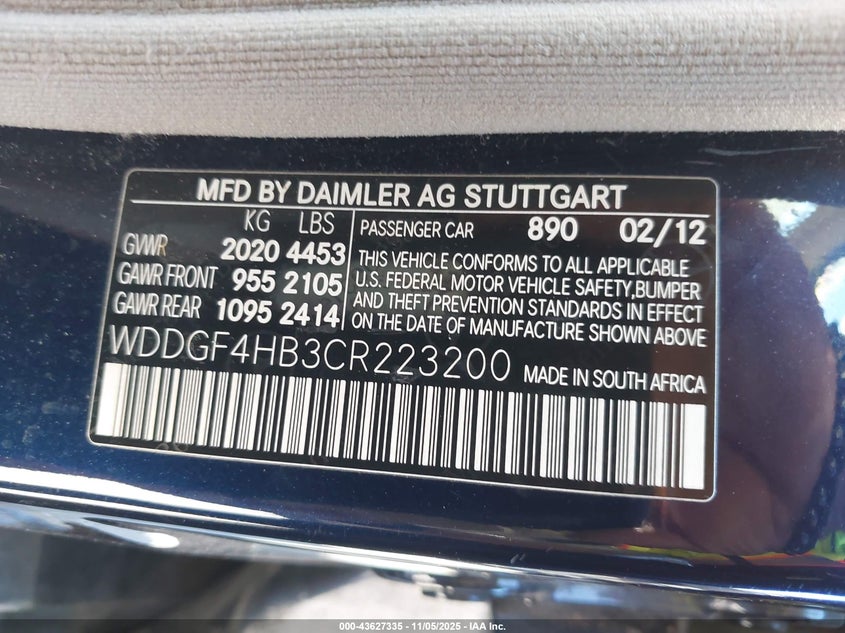 MFD BY DAIMLER AG STUTTGART
KG LBS
GVWR 2020 4453
GAWR FRONT 955 2105
GAWR REAR 1095 2414
PASSENGER CAR 890 02/12
THIS VEHICLE CONFORMS TO ALL APPLICABLE
U.S. FEDERAL MOTOR VEHICLE SAFETY,BUMPER
AND THEFT PREVENTION STANDARDS IN EFFECT
ON THE DATE OF MANUFACTURE SHOWN ABOVE
WDDGF4HB3CR223200
MADE IN SOUTH AFRICA
000-43627335 - 11/05/2025 - IAA Inc.